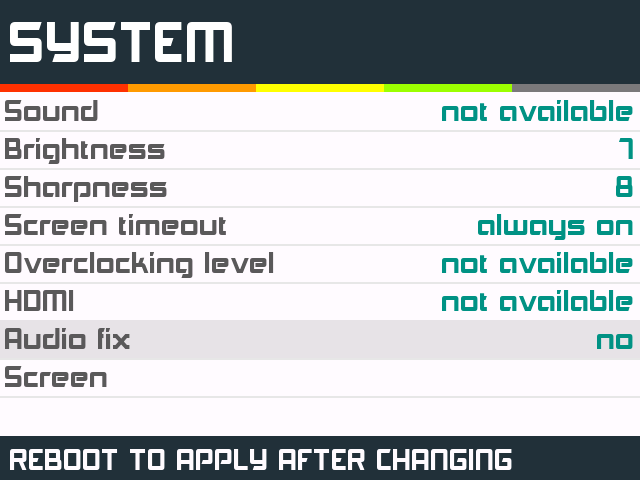 SYSTEM
Sound not available
Brightness 7
Sharpness 8
Screen timeout always on
Overclocking level not available
HDMI not available
Audio fix no
Screen
REBOOT TO APPLY AFTER CHANGING